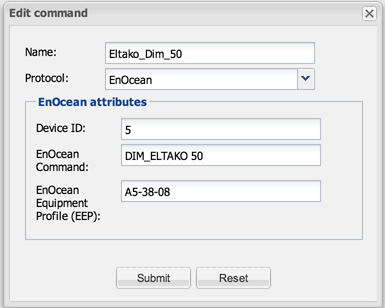 Edit command
Name: Eltako_Dim_50
Protocol: EnOcean
EnOcean attributes
Device ID: 5
EnOcean
Command: DIM_ELTAKO 50
EnOcean
Equipment
Profile (EEP): A5-38-08
Submit Reset